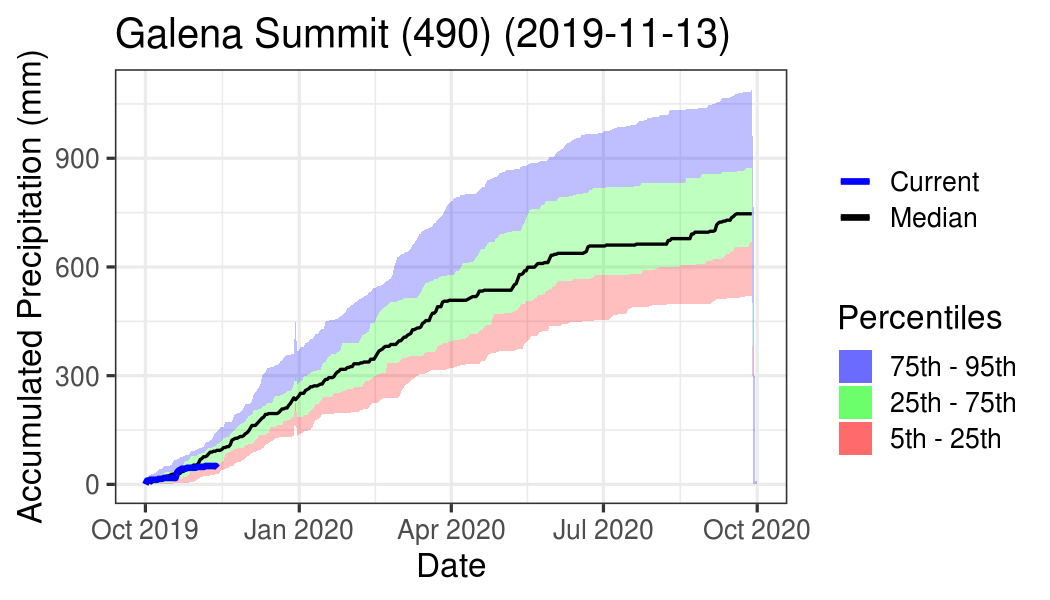 Galena Summit (490) (2019-11-13)
Accumulated Precipitation (mm)
900
600
300
0
Oct 2019
Jan 2020
Apr 2020
Jul 2020
Oct 2020
Date
Current
Median
Percentiles
75th - 95th
25th - 75th
5th - 25th